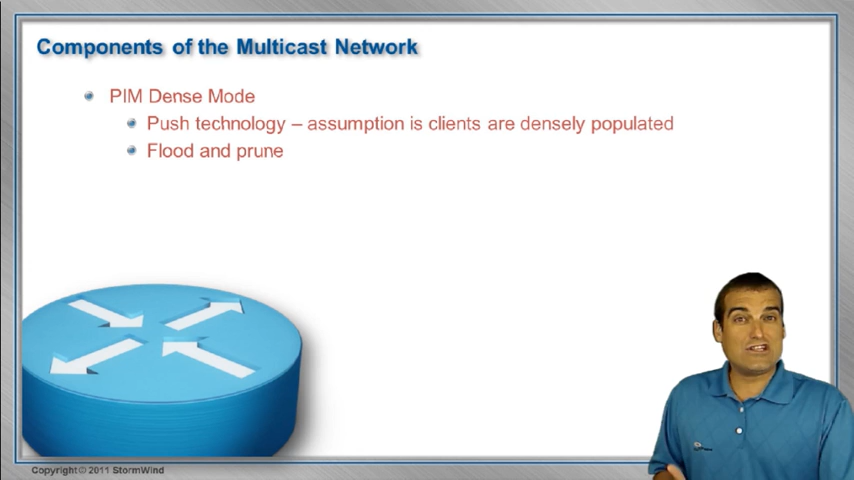 Components of the Multicast Network
PIM Dense Mode
Push technology – assumption is clients are densely populated
Flood and prune
Copyright © 2011 StormWind